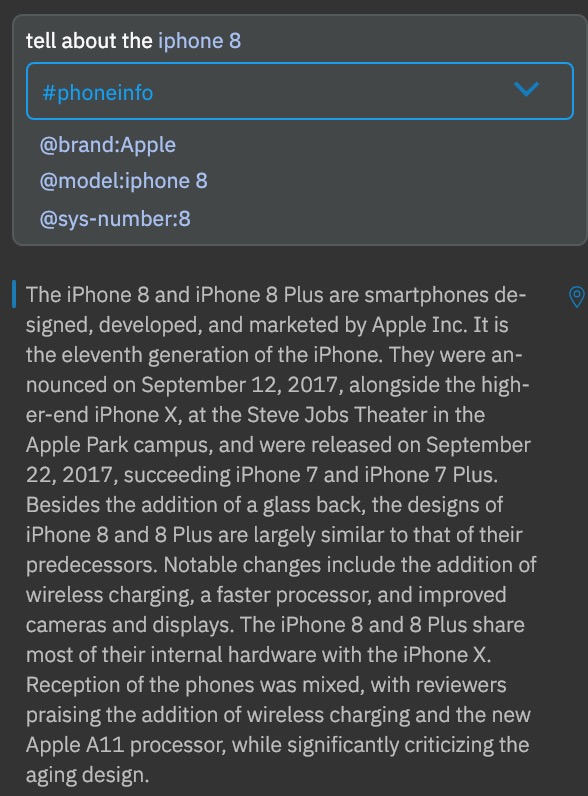 tell about the iphone 8
#phoneinfo
@brand:Apple
@model:iphone 8
@sys-number:8
The iPhone 8 and iPhone 8 Plus are smartphones de-
signed, developed, and marketed by Apple Inc. It is
the eleventh generation of the iPhone. They were an-
nounced on September 12, 2017, alongside the high-
er-end iPhone X, at the Steve Jobs Theater in the
Apple Park campus, and were released on September
22, 2017, succeeding iPhone 7 and iPhone 7 Plus.
Besides the addition of a glass back, the designs of
iPhone 8 and 8 Plus are largely similar to that of their
predecessors. Notable changes include the addition of
wireless charging, a faster processor, and improved
cameras and displays. The iPhone 8 and 8 Plus share
most of their internal hardware with the iPhone X.
Reception of the phones was mixed, with reviewers
praising the addition of wireless charging and the new
Apple A11 processor, while significantly criticizing the
aging design.